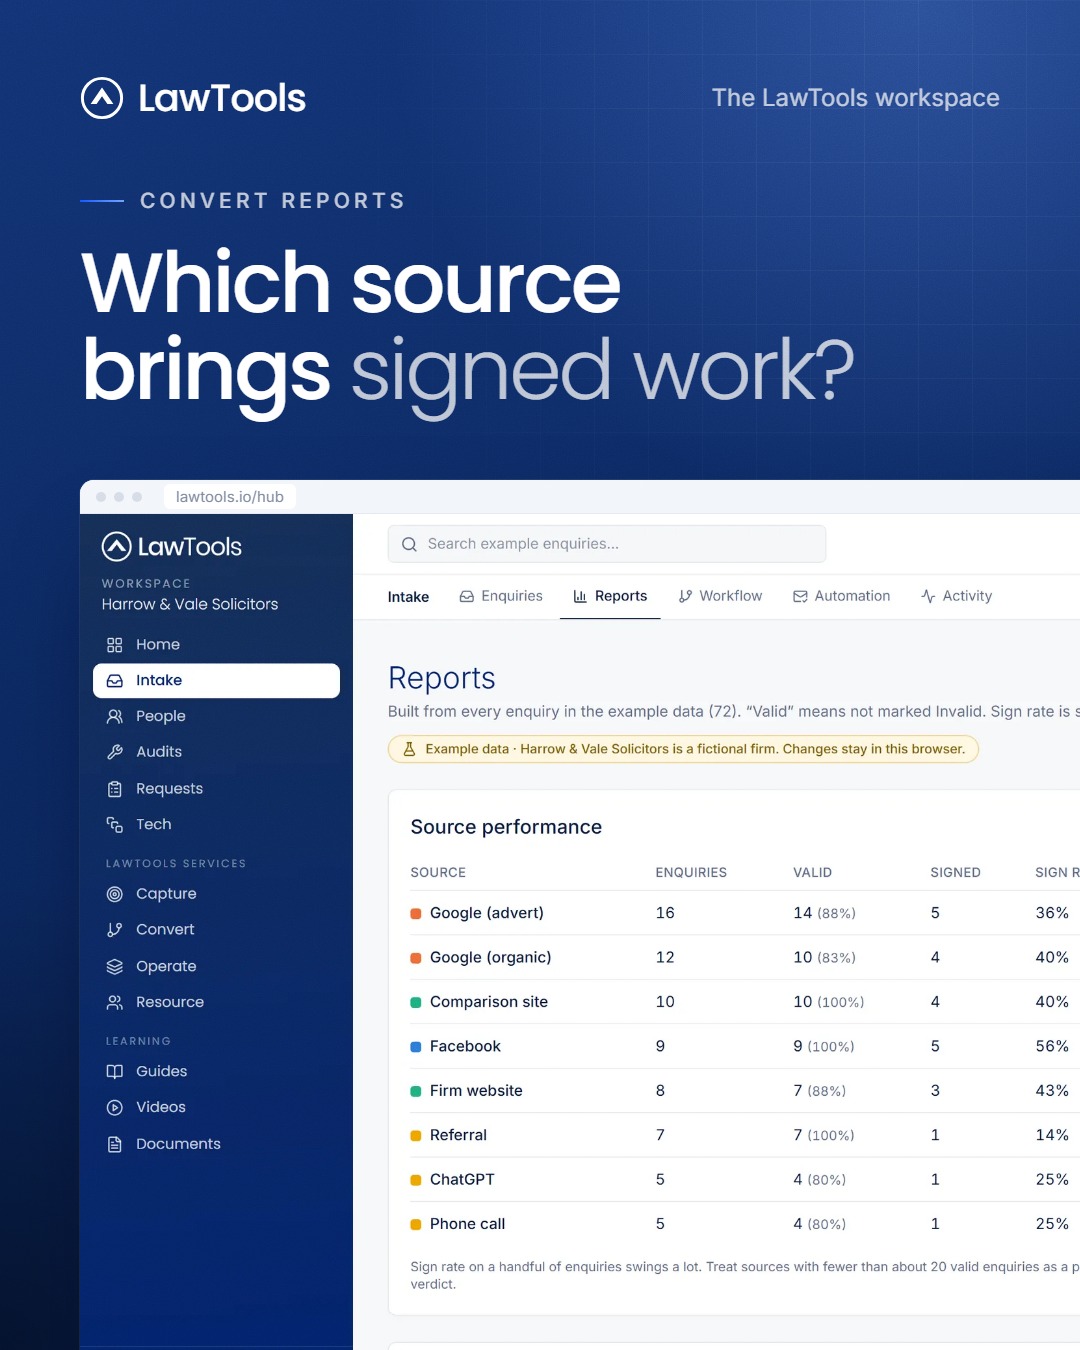 LawTools
The LawTools workspace
CONVERT REPORTS
Which source
brings signed work?
lawtools.io/hub
LawTools
WORKSPACE
Harrow & Vale Solicitors
Home
Intake
People
Audits
Requests
Tech
LAWTOOLS SERVICES
Capture
Convert
Operate
Resource
LEARNING
Guides
Videos
Documents
Search example enquiries...
Intake Enquiries Reports Workflow Automation Activity
Reports
Built from every enquiry in the example data (72). “Valid” means not marked Invalid. Sign rate is
Example data · Harrow & Vale Solicitors is a fictional firm. Changes stay in this browser.
Source performance
SOURCE ENQUIRIES VALID SIGNED SIGN
Google (advert) 16 14 (88%) 5 36%
Google (organic) 12 10 (83%) 4 40%
Comparison site 10 10 (100%) 4 40%
Facebook 9 9 (100%) 5 56%
Firm website 8 7 (88%) 3 43%
Referral 7 7 (100%) 1 14%
ChatGPT 5 4 (80%) 1 25%
Phone call 5 4 (80%) 1 25%
Sign rate on a handful of enquiries swings a lot. Treat sources with fewer than about 20 valid enquiries as a
verdict.